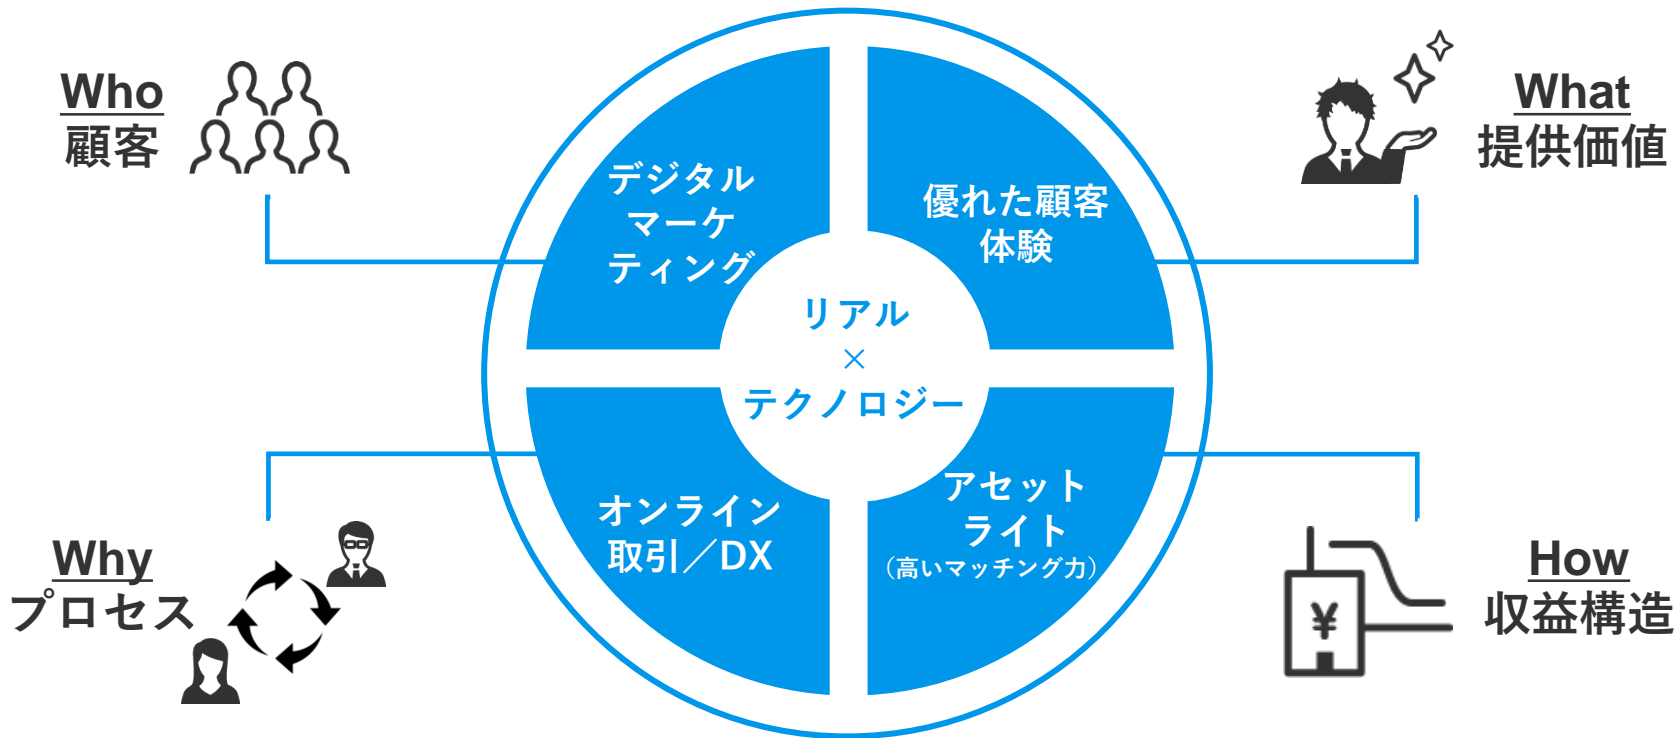 Who
顧客
What
提供価値
デジタル
マーケ
ティング
優れた顧客
体験
リアル
×
テクノロジー
オンライン
取引／DX
アセット
ライト
（高いマッチング力）
Why
プロセス
¥
How
収益構造